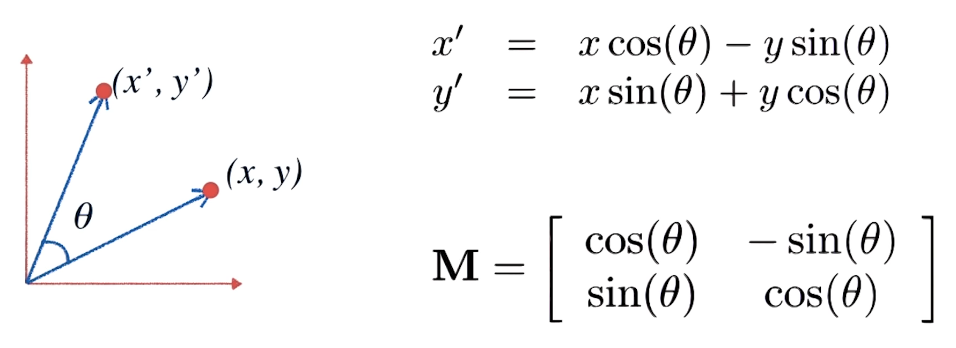 (x’, y’)
(x, y)
θ
x′ = x cos(θ) − y sin(θ)
y′ = x sin(θ) + y cos(θ)
M = [ cos(θ) − sin(θ)
sin(θ) cos(θ) ]